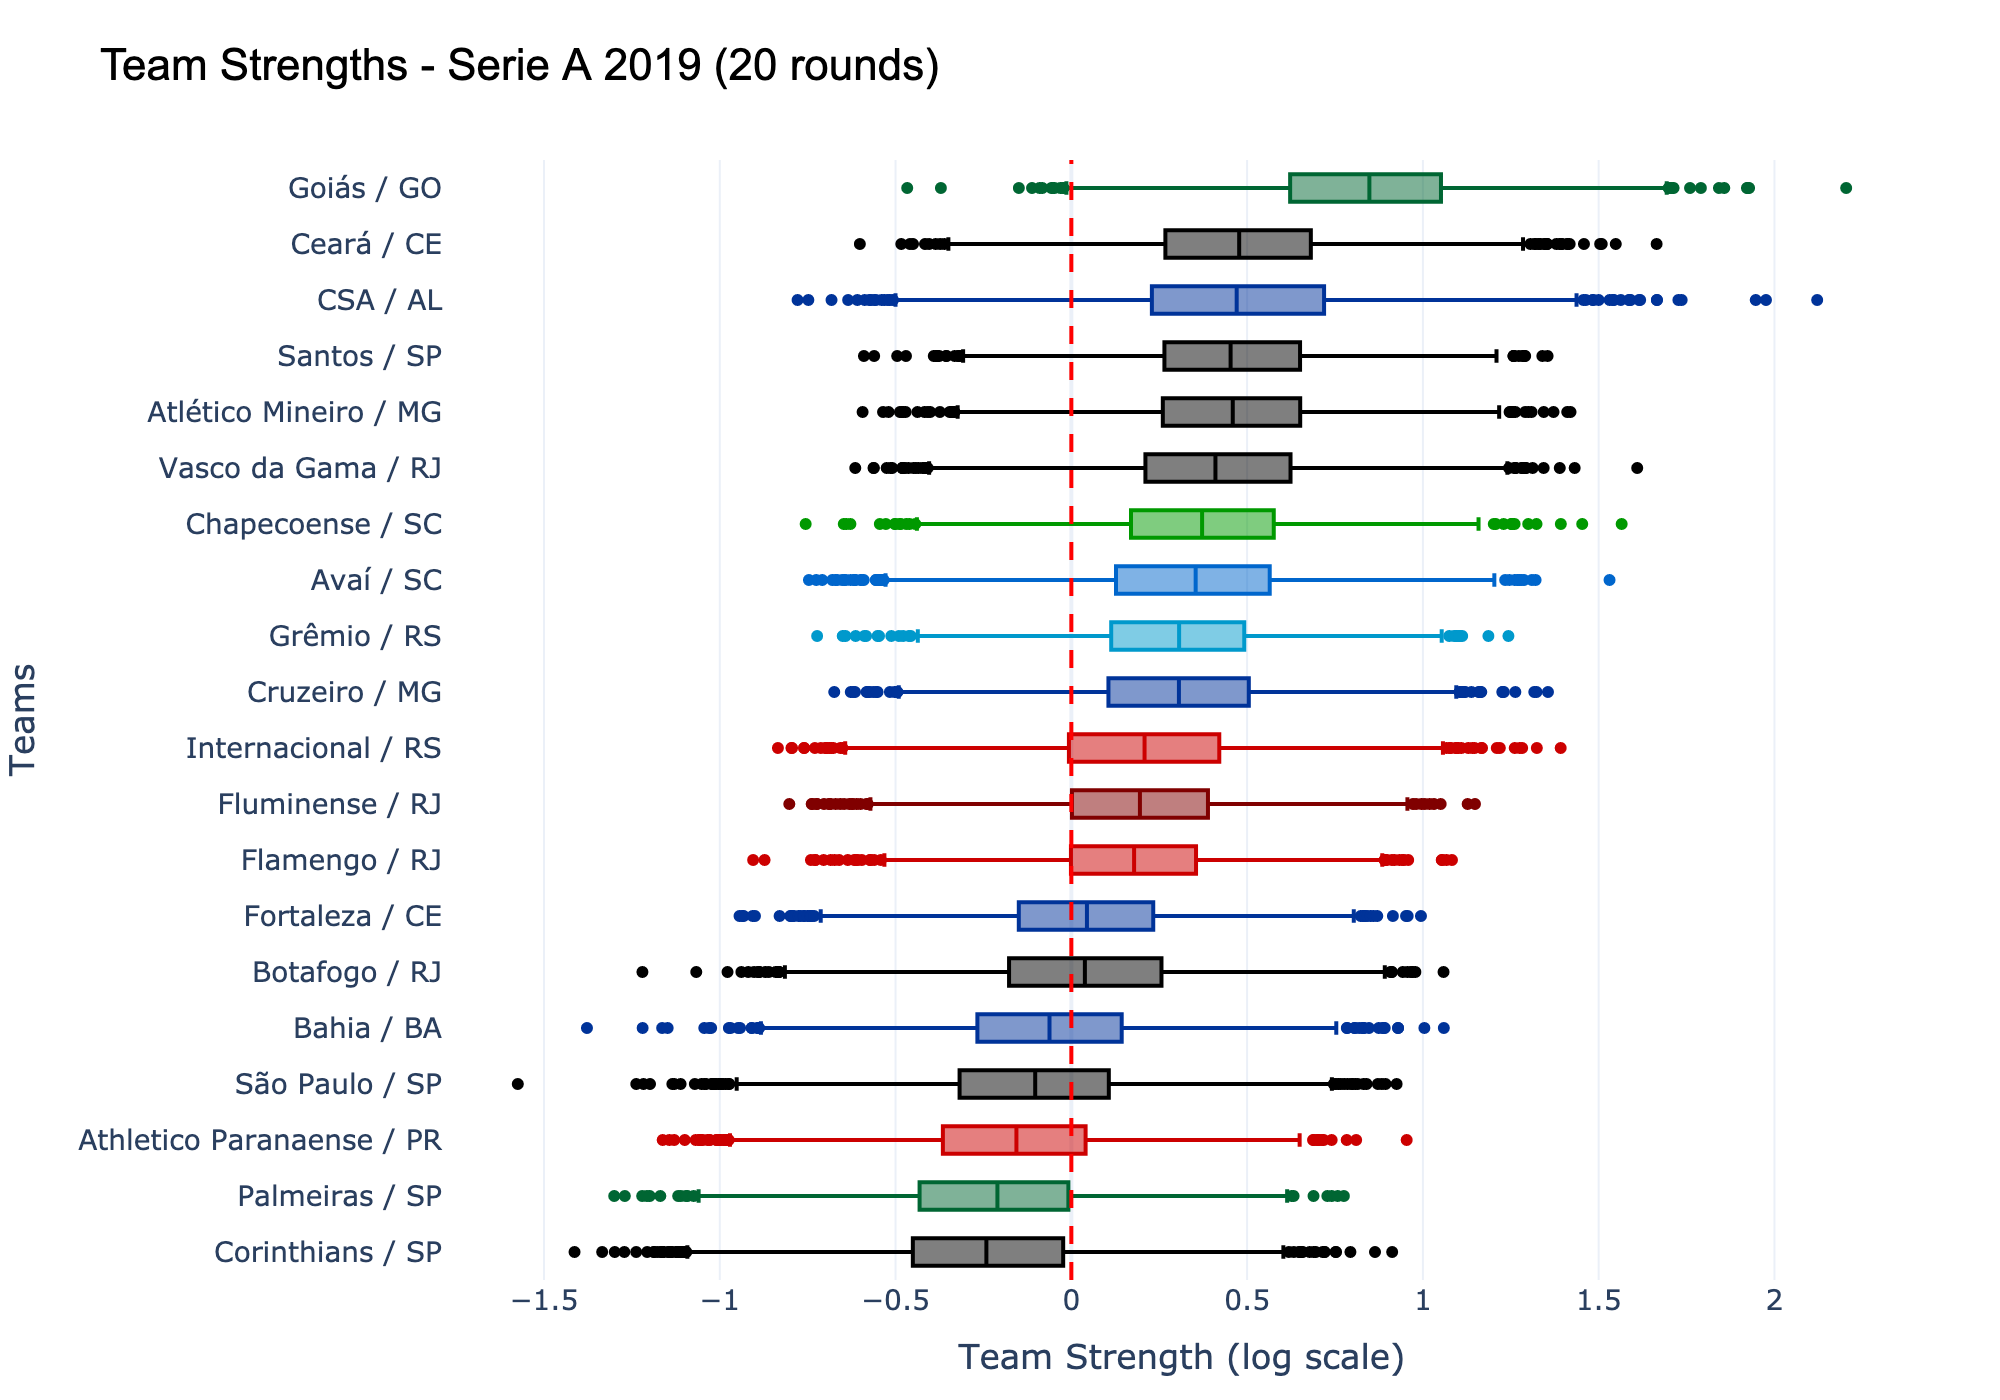 Team Strengths - Serie A 2019 (20 rounds)
Teams
Goiás / GO
Ceará / CE
CSA / AL
Santos / SP
Atlético Mineiro / MG
Vasco da Gama / RJ
Chapecoense / SC
Avaí / SC
Grêmio / RS
Cruzeiro / MG
Internacional / RS
Fluminense / RJ
Flamengo / RJ
Fortaleza / CE
Botafogo / RJ
Bahia / BA
São Paulo / SP
Athletico Paranaense / PR
Palmeiras / SP
Corinthians / SP
−1.5 −1 −0.5 0 0.5 1 1.5 2
Team Strength (log scale)